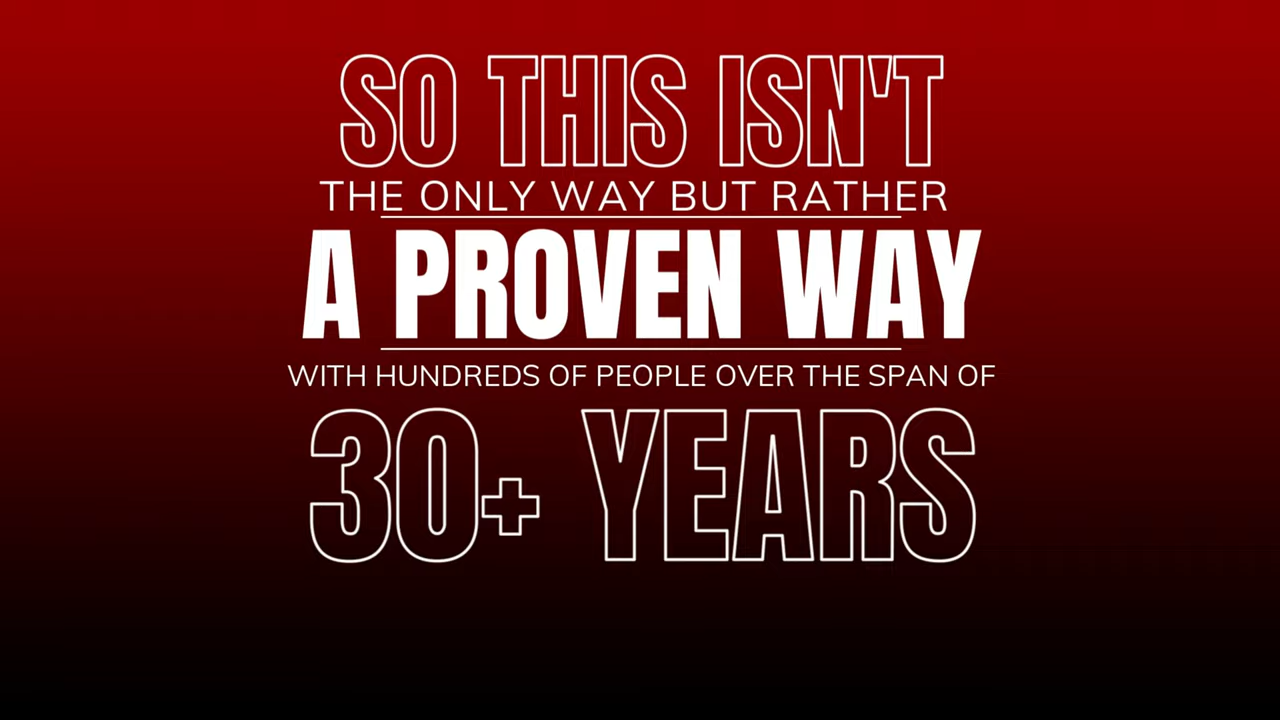 SO THIS ISN'T
THE ONLY WAY BUT RATHER
A PROVEN WAY
WITH HUNDREDS OF PEOPLE OVER THE SPAN OF
30+ YEARS